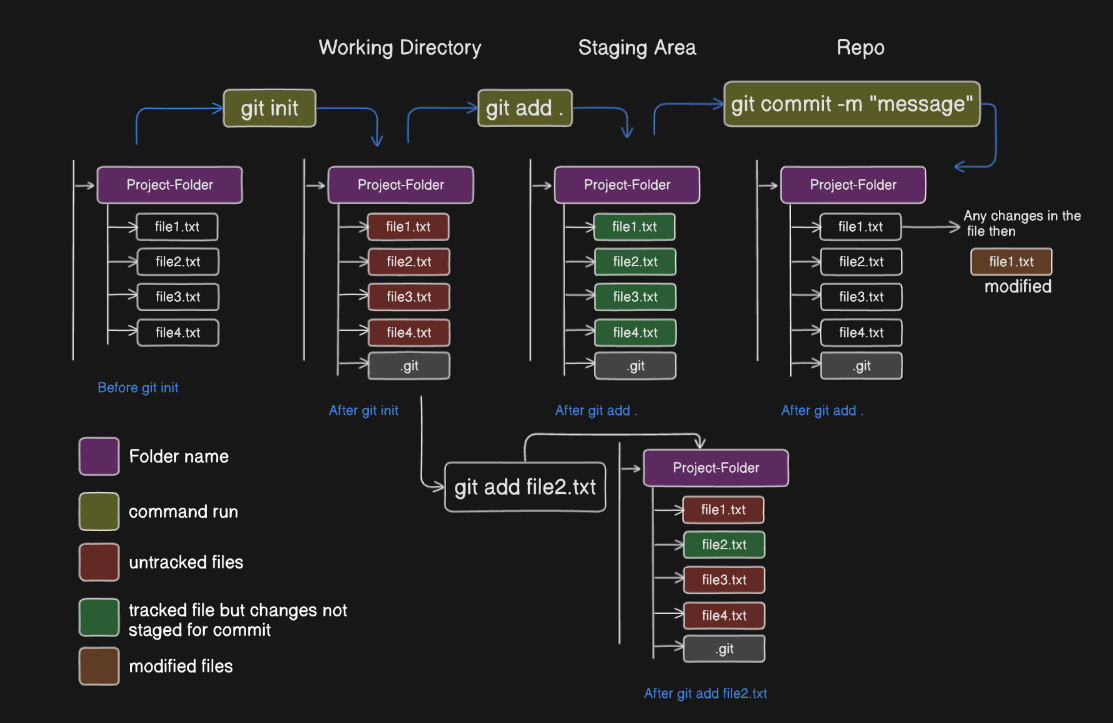 Working Directory
Staging Area
Repo
git init
git add .
git commit -m "message"
Project-Folder
file1.txt
file2.txt
file3.txt
file4.txt
Before git init
Project-Folder
file1.txt
file2.txt
file3.txt
file4.txt
.git
After git init
Project-Folder
file1.txt
file2.txt
file3.txt
file4.txt
.git
After git add .
Project-Folder
file1.txt
file2.txt
file3.txt
file4.txt
.git
After git add .
Any changes in the
file then
file1.txt
modified
git add file2.txt
Project-Folder
file1.txt
file2.txt
file3.txt
file4.txt
.git
After git add file2.txt
Folder name
command run
untracked files
tracked file but changes not
staged for commit
modified files